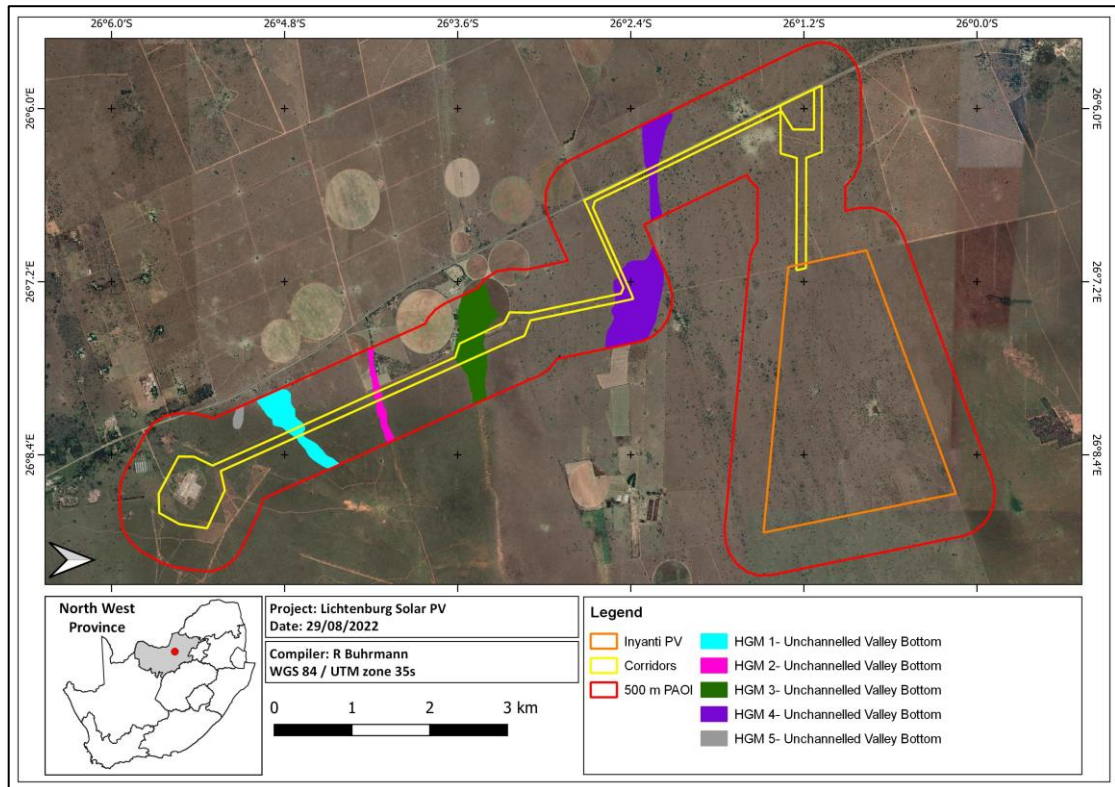 26°6.0'S 26°4.8'S 26°3.6'S 26°2.4'S 26°1.2'S 26°0.0'S
26°6.0'E 26°6.0'E
26°7.2'E 26°7.2'E
26°8.4'E 26°8.4'E
North West
Province
Project: Lichtenburg Solar PV
Date: 29/08/2022
Compiler: R Buhrmann
WGS 84 / UTM zone 35s
0 1 2 3 km
Legend
Inyanti PV
Corridors
500 m PAOI
HGM 1- Unchannelled Valley Bottom
HGM 2- Unchannelled Valley Bottom
HGM 3- Unchannelled Valley Bottom
HGM 4- Unchannelled Valley Bottom
HGM 5- Unchannelled Valley Bottom